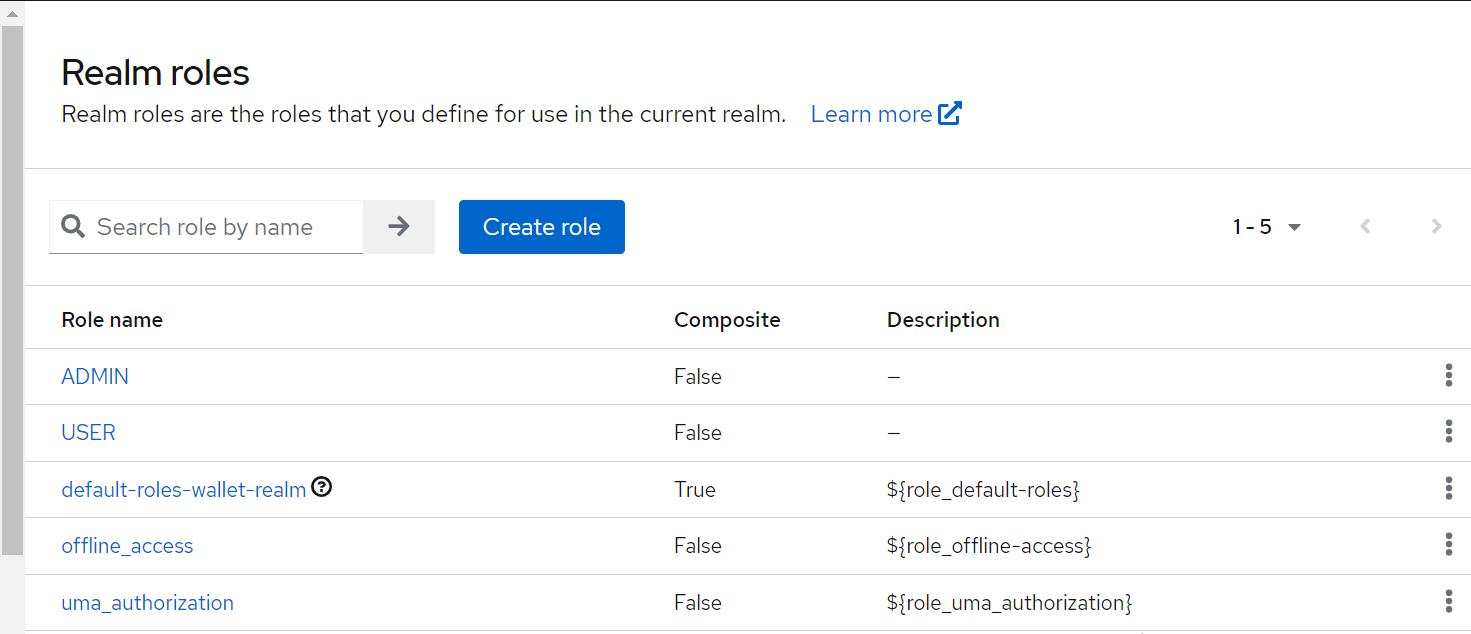 Realm roles
Realm roles are the roles that you define for use in the current realm. Learn more
Search role by name Create role 1 - 5
Role name Composite Description
ADMIN False –
USER False –
default-roles-wallet-realm True ${role_default-roles}
offline_access False ${role_offline-access}
uma_authorization False ${role_uma_authorization}